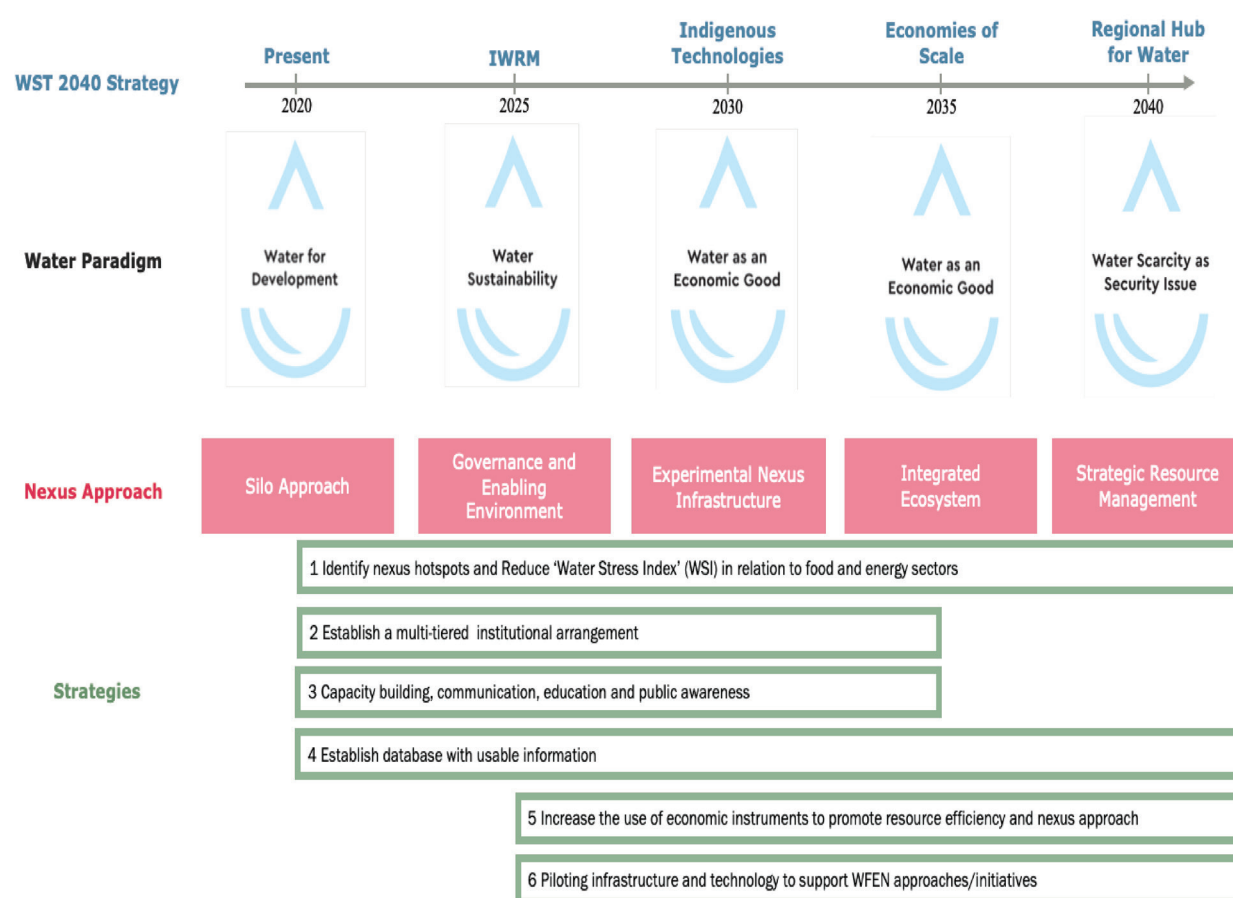 WST 2040 Strategy
Present
IWRM
Indigenous
Technologies
Economies of
Scale
Regional Hub
for Water
2020
2025
2030
2035
2040
Water Paradigm
Water for
Development
Water
Sustainability
Water as an
Economic Good
Water as an
Economic Good
Water Scarcity as
Security Issue
Nexus Approach
Silo Approach
Governance and
Enabling
Environment
Experimental Nexus
Infrastructure
Integrated
Ecosystem
Strategic Resource
Management
Strategies
1 Identify nexus hotspots and Reduce ‘Water Stress Index’ (WSI) in relation to food and energy sectors
2 Establish a multi-tiered institutional arrangement
3 Capacity building, communication, education and public awareness
4 Establish database with usable information
5 Increase the use of economic instruments to promote resource efficiency and nexus approach
6 Piloting infrastructure and technology to support WFEN approaches/initiatives